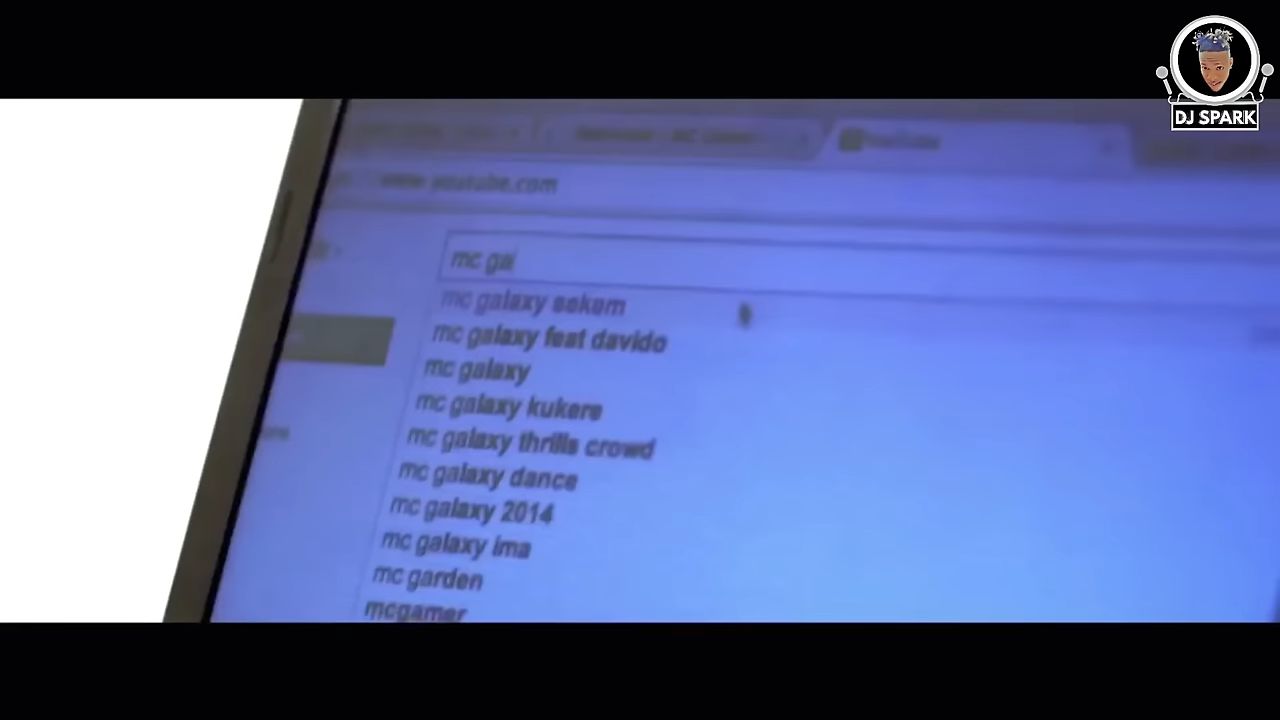 DJ SPARK
www.youtube.com
mc gal
mc galaxy sekem
mc galaxy feat davido
mc galaxy
mc galaxy kukere
mc galaxy thrills crowd
mc galaxy dance
mc galaxy 2014
mc galaxy ima
mc garden
mcgamer